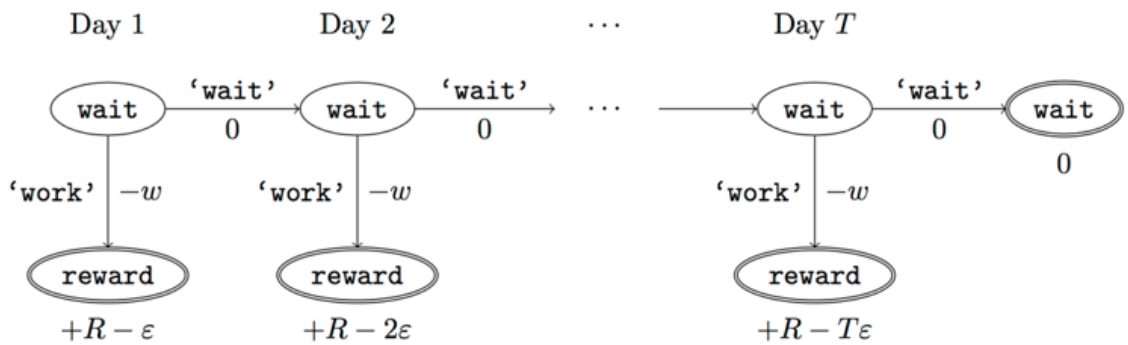 Day 1 Day 2 ⋯ Day T
wait 'wait' wait 'wait' ⋯ wait 'wait' wait
0 0 0
0
'work' −w 'work' −w 'work' −w
reward reward reward
+R − ε +R − 2ε +R − Tε